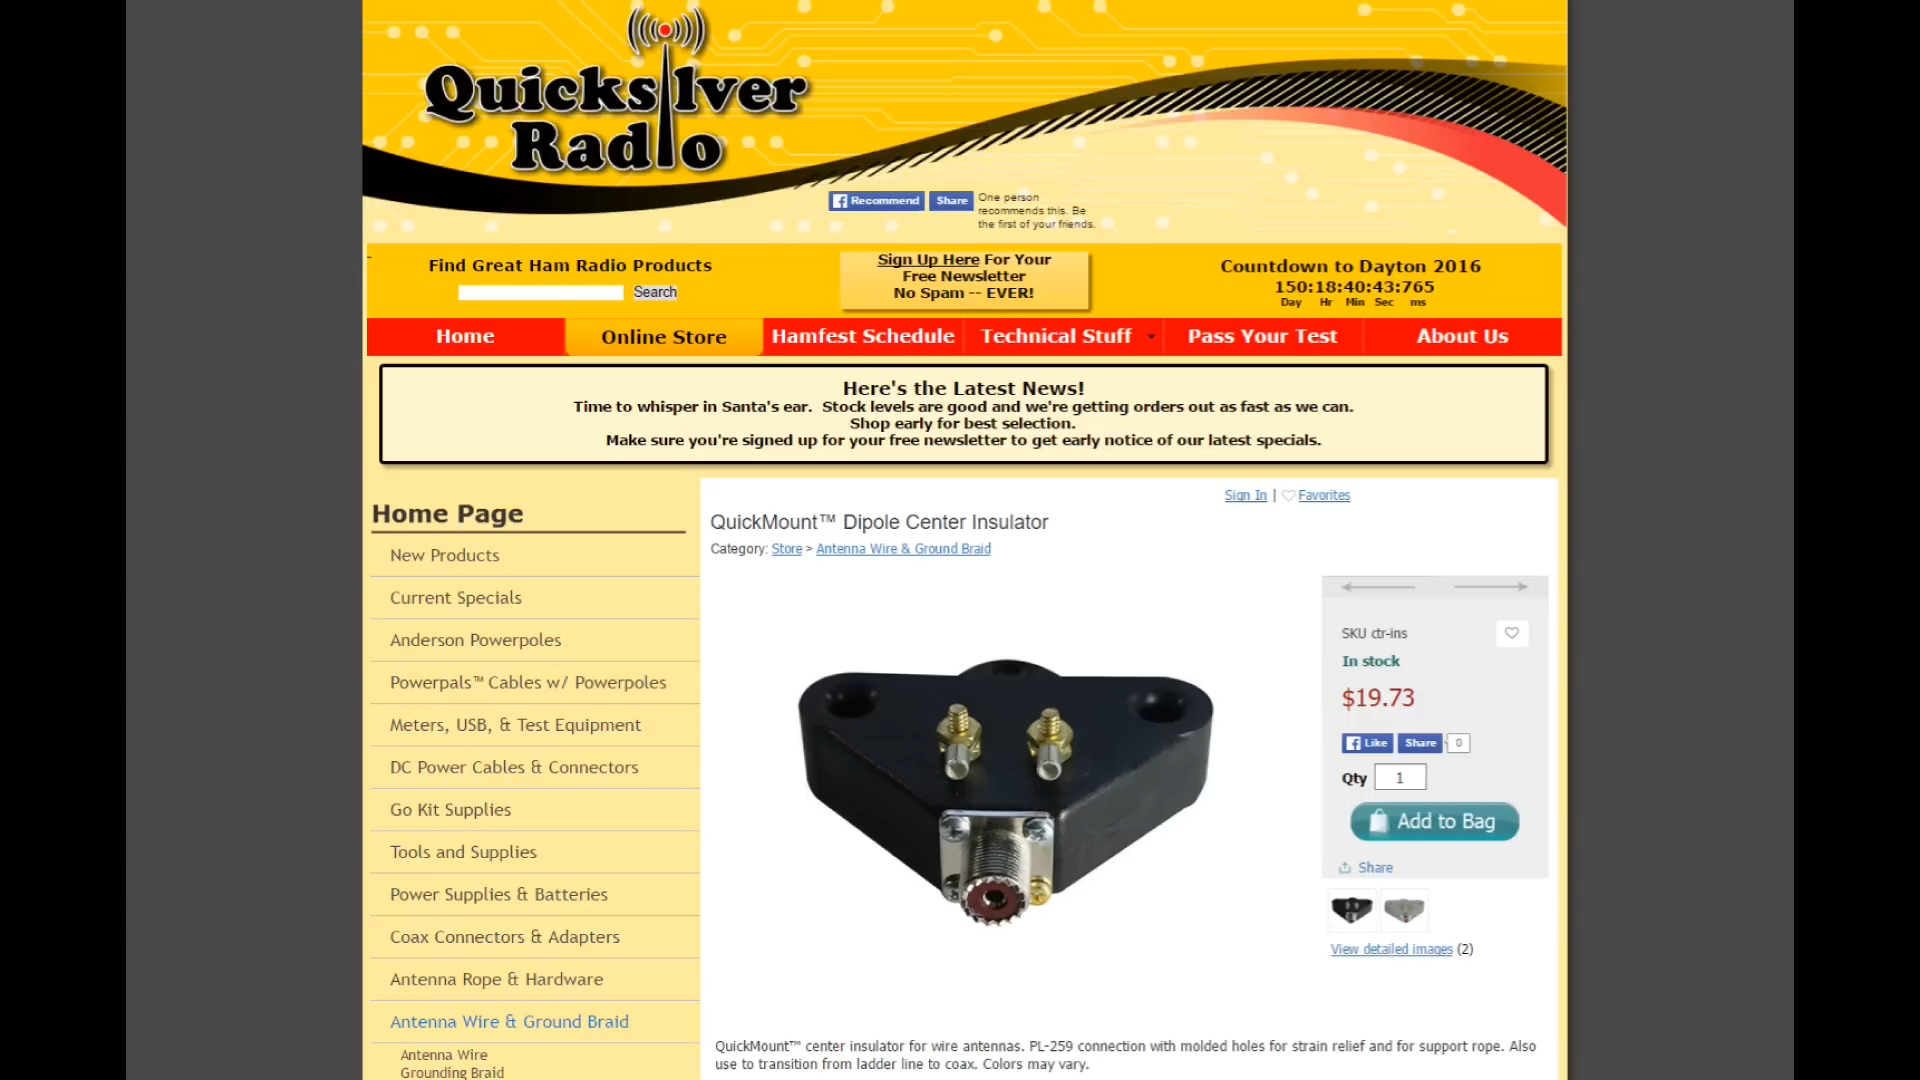 Quicksilver
Radio
Recommend
Share
One person
recommends this. Be
the first of your friends.
Find Great Ham Radio Products
Search
Sign Up Here For Your
Free Newsletter
No Spam -- EVER!
Countdown to Dayton 2016
150:18:40:43:765
Day Hr Min Sec ms
Home
Online Store
Hamfest Schedule
Technical Stuff
Pass Your Test
About Us
Here's the Latest News!
Time to whisper in Santa's ear. Stock levels are good and we're getting orders out as fast as we can.
Shop early for best selection.
Make sure you're signed up for your free newsletter to get early notice of our latest specials.
Home Page
New Products
Current Specials
Anderson Powerpoles
Powerpals™ Cables w/ Powerpoles
Meters, USB, & Test Equipment
DC Power Cables & Connectors
Go Kit Supplies
Tools and Supplies
Power Supplies & Batteries
Coax Connectors & Adapters
Antenna Rope & Hardware
Antenna Wire & Ground Braid
Antenna Wire
Grounding Braid
Sign In | Favorites
QuickMount™ Dipole Center Insulator
Category: Store > Antenna Wire & Ground Braid
SKU ctr-ins
In stock
$19.73
Like
Share
0
Qty 1
Add to Bag
Share
View detailed images (2)
QuickMount™ center insulator for wire antennas. PL-259 connection with molded holes for strain relief and for support rope. Also
use to transition from ladder line to coax. Colors may vary.